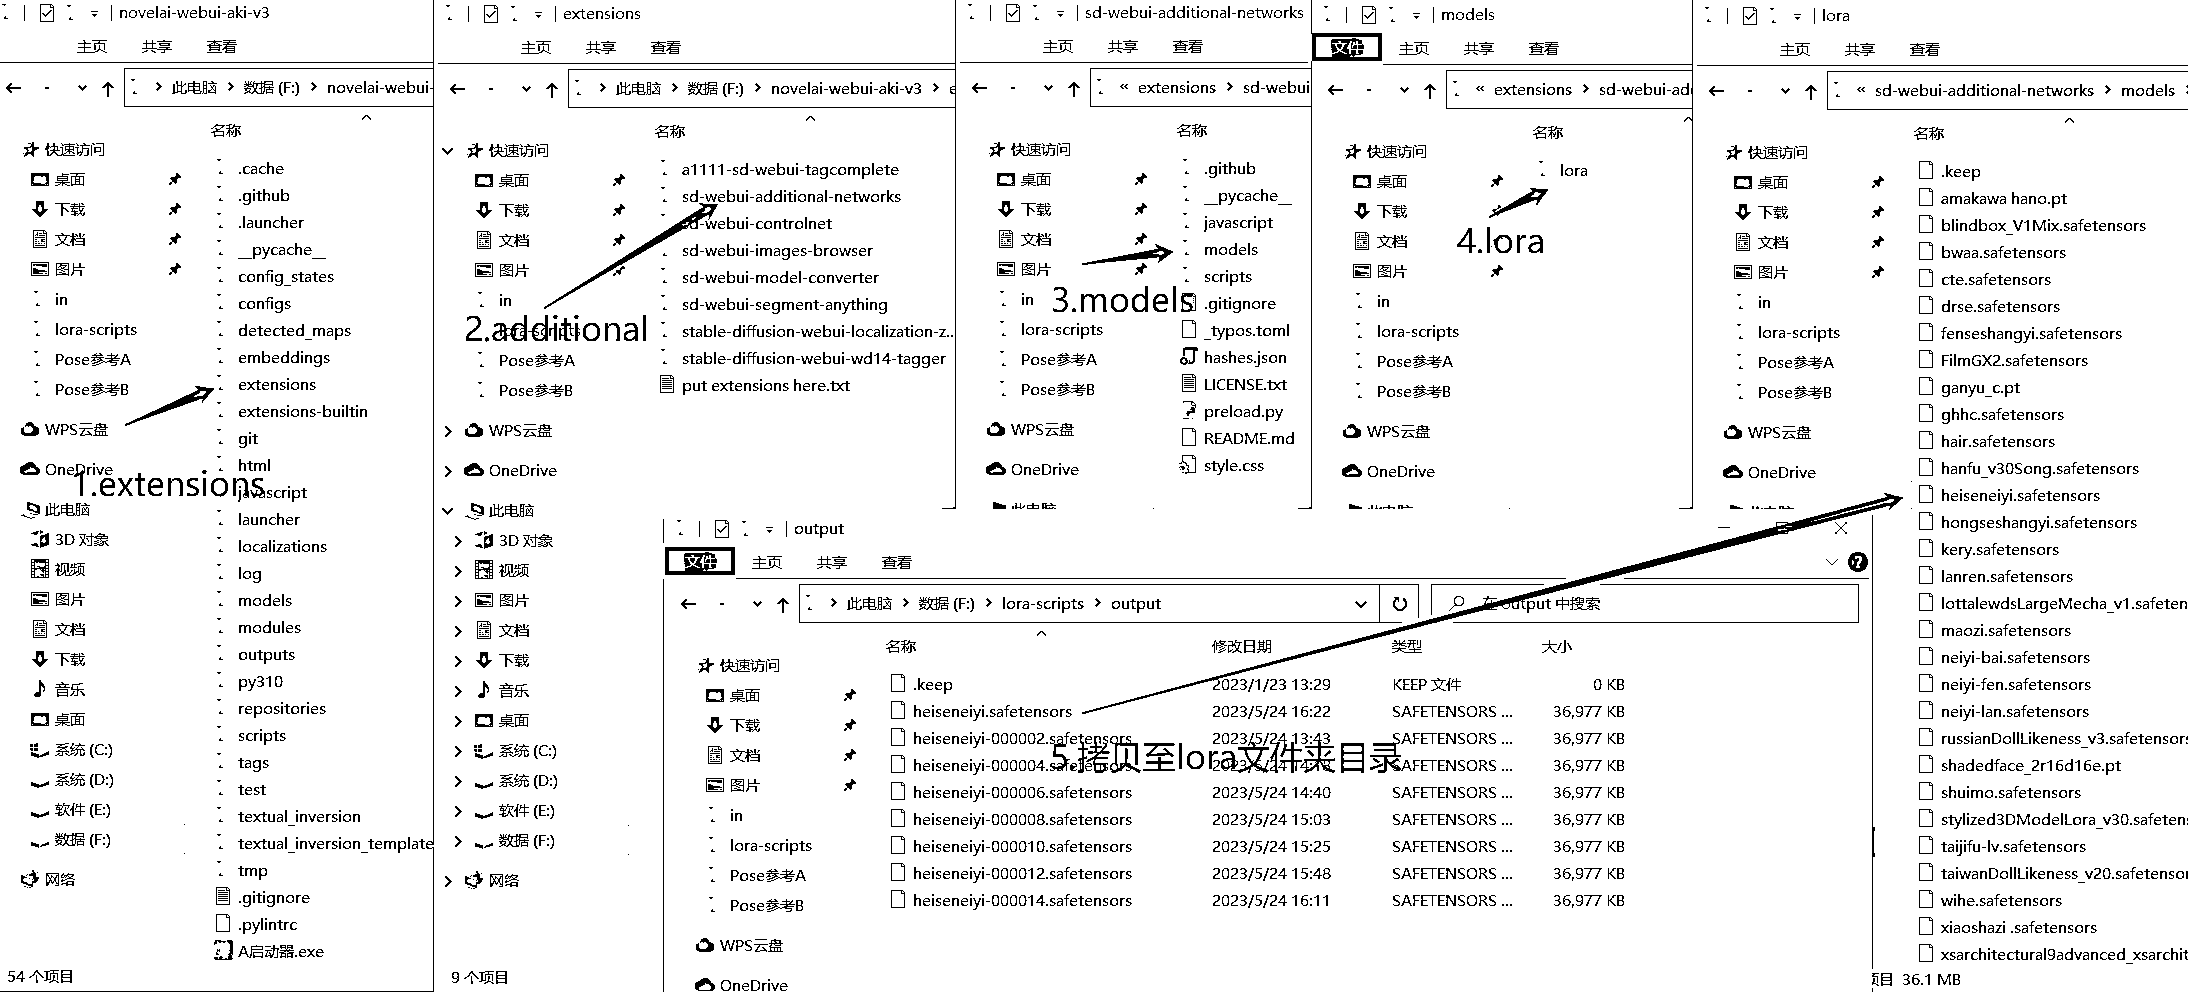 novelai-webui-aki-v3
主页 共享 查看
此电脑 数据 (F:) novelai-webui-
名称
快速访问
桌面
下载
文档
图片
in
lora-scripts
Pose参考A
Pose参考B
WPS云盘
OneDrive
此电脑
3D 对象
视频
图片
文档
下载
音乐
桌面
系统 (C:)
系统 (D:)
软件 (E:)
数据 (F:)
网络
.cache
.github
.launcher
__pycache__
config_states
configs
detected_maps
embeddings
extensions
extensions-builtin
git
html
javascript
launcher
localizations
log
models
modules
outputs
py310
repositories
scripts
tags
test
textual_inversion
textual_inversion_template
tmp
.gitignore
.pylintrc
A启动器.exe
1.extensions
54 个项目
extensions
主页 共享 查看
此电脑 数据 (F:) novelai-webui-aki-v3 e
名称
快速访问
桌面
下载
文档
图片
in
lora-scripts
Pose参考A
Pose参考B
WPS云盘
OneDrive
此电脑
3D 对象
视频
图片
文档
下载
音乐
桌面
系统 (C:)
系统 (D:)
软件 (E:)
数据 (F:)
网络
a1111-sd-webui-tagcomplete
sd-webui-additional-networks
sd-webui-controlnet
sd-webui-images-browser
sd-webui-model-converter
sd-webui-segment-anything
stable-diffusion-webui-localization-z...
stable-diffusion-webui-wd14-tagger
put extensions here.txt
2.additional
9 个项目
sd-webui-additional-networks
主页 共享 查看
« extensions sd-webui
名称
快速访问
桌面
下载
文档
图片
in
lora-scripts
Pose参考A
Pose参考B
WPS云盘
OneDrive
此电脑
.github
__pycache__
javascript
models
scripts
.gitignore
_typos.toml
hashes.json
LICENSE.txt
preload.py
README.md
style.css
3.models
models
文件 主页 共享 查看
« extensions sd-webui-ad
名称
快速访问
桌面
下载
文档
图片
in
lora-scripts
Pose参考A
Pose参考B
WPS云盘
OneDrive
此电脑
lora
4.lora
lora
主页 共享 查看
« sd-webui-additional-networks models
名称
快速访问
桌面
下载
文档
图片
in
lora-scripts
Pose参考A
Pose参考B
WPS云盘
OneDrive
此电脑
.keep
amakawa hano.pt
blindbox_V1Mix.safetensors
bwaa.safetensors
cte.safetensors
drse.safetensors
fenseshangyi.safetensors
FilmGX2.safetensors
ganyu_c.pt
ghhc.safetensors
hair.safetensors
hanfu_v30Song.safetensors
heiseneiyi.safetensors
hongseshangyi.safetensors
kery.safetensors
lanren.safetensors
lottalewdsLargeMecha_v1.safeten
maozi.safetensors
neiyi-bai.safetensors
neiyi-fen.safetensors
neiyi-lan.safetensors
russianDollLikeness_v3.safetensors
shadedface_2r16d16e.pt
shuimo.safetensors
stylized3DModelLora_v30.safetens
taijifu-lv.safetensors
taiwanDollLikeness_v20.safetensor
wihe.safetensors
xiaoshazi .safetensors
xsarchitectural9advanced_xsarchit
项目 36.1 MB
output
文件 主页 共享 查看
此电脑 数据 (F:) lora-scripts output
在 output 中搜索
名称 修改日期 类型 大小
快速访问
桌面
下载
文档
图片
in
lora-scripts
Pose参考A
Pose参考B
WPS云盘
OneDrive
.keep 2023/1/23 13:29 KEEP 文件 0 KB
heiseneiyi.safetensors 2023/5/24 16:22 SAFETENSORS ... 36,977 KB
heiseneiyi-000002.safetensors 2023/5/24 13:43 SAFETENSORS ... 36,977 KB
heiseneiyi-000004.safetensors 2023/5/24 SAFETENSORS ... 36,977 KB
heiseneiyi-000006.safetensors 2023/5/24 14:40 SAFETENSORS ... 36,977 KB
heiseneiyi-000008.safetensors 2023/5/24 15:03 SAFETENSORS ... 36,977 KB
heiseneiyi-000010.safetensors 2023/5/24 15:25 SAFETENSORS ... 36,977 KB
heiseneiyi-000012.safetensors 2023/5/24 15:48 SAFETENSORS ... 36,977 KB
heiseneiyi-000014.safetensors 2023/5/24 16:11 SAFETENSORS ... 36,977 KB
5.拷贝至lora文件夹目录